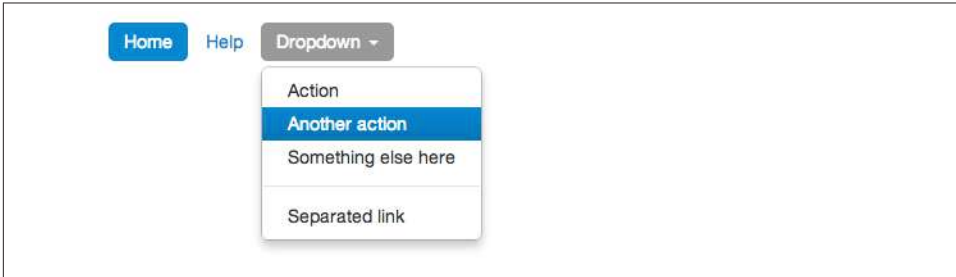 Home Help Dropdown
Action
Another action
Something else here
Separated link